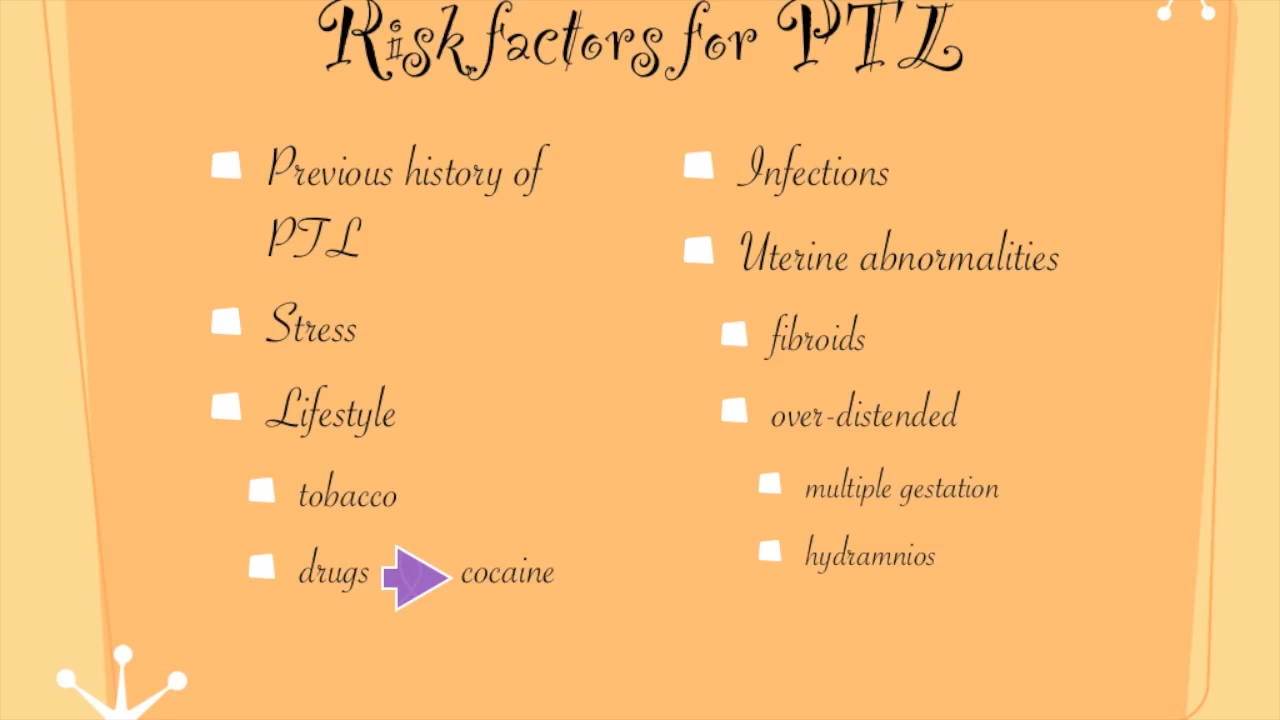 Risk factors for PTL
Previous history of
PTL
Stress
Lifestyle
tobacco
drugs cocaine
Infections
Uterine abnormalities
fibroids
over-distended
multiple gestation
hydramnios